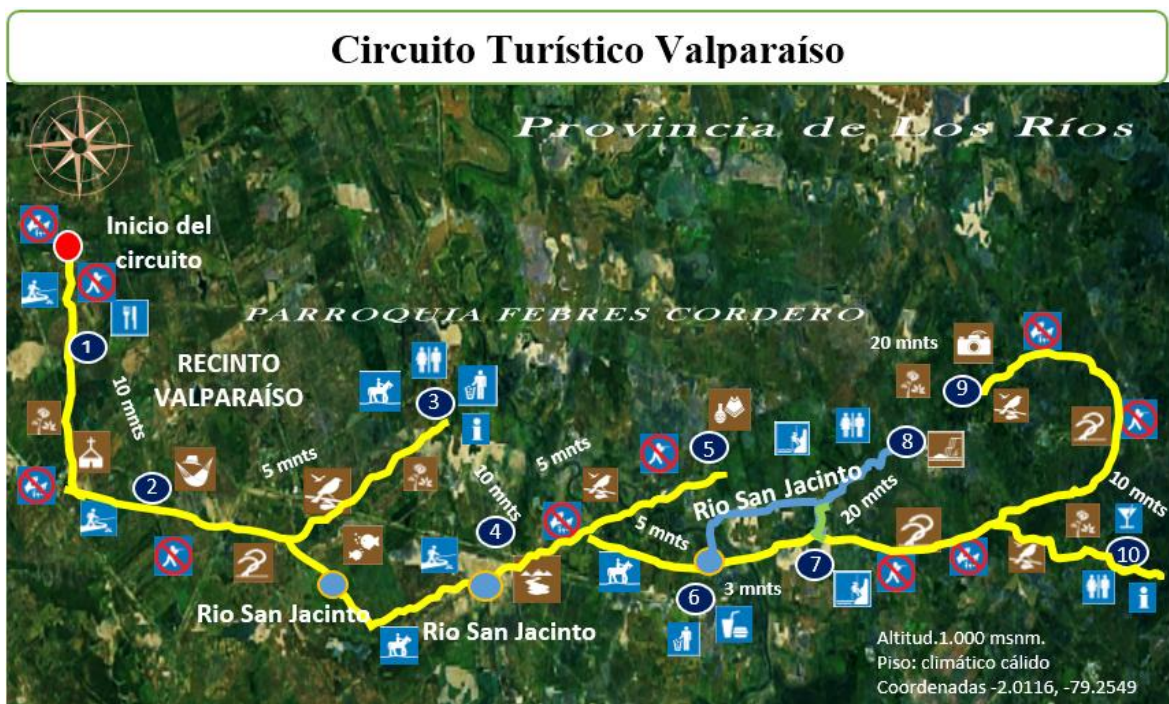 Circuito Turístico Valparaíso
Provincia de Los Ríos
Inicio del
circuito
PARROQUIA FEBRES CORDERO
1
RECINTO
VALPARAÍSO
10 mnts
2
5 mnts
3
i
10 mnts
4
5 mnts
5
5 mnts
Rio San Jacinto
Rio San Jacinto
Rio San Jacinto
6
3 mnts
7
20 mnts
8
20 mnts
9
10 mnts
10
i
Altitud.1.000 msnm.
Piso: climático cálido
Coordenadas -2.0116, -79.2549